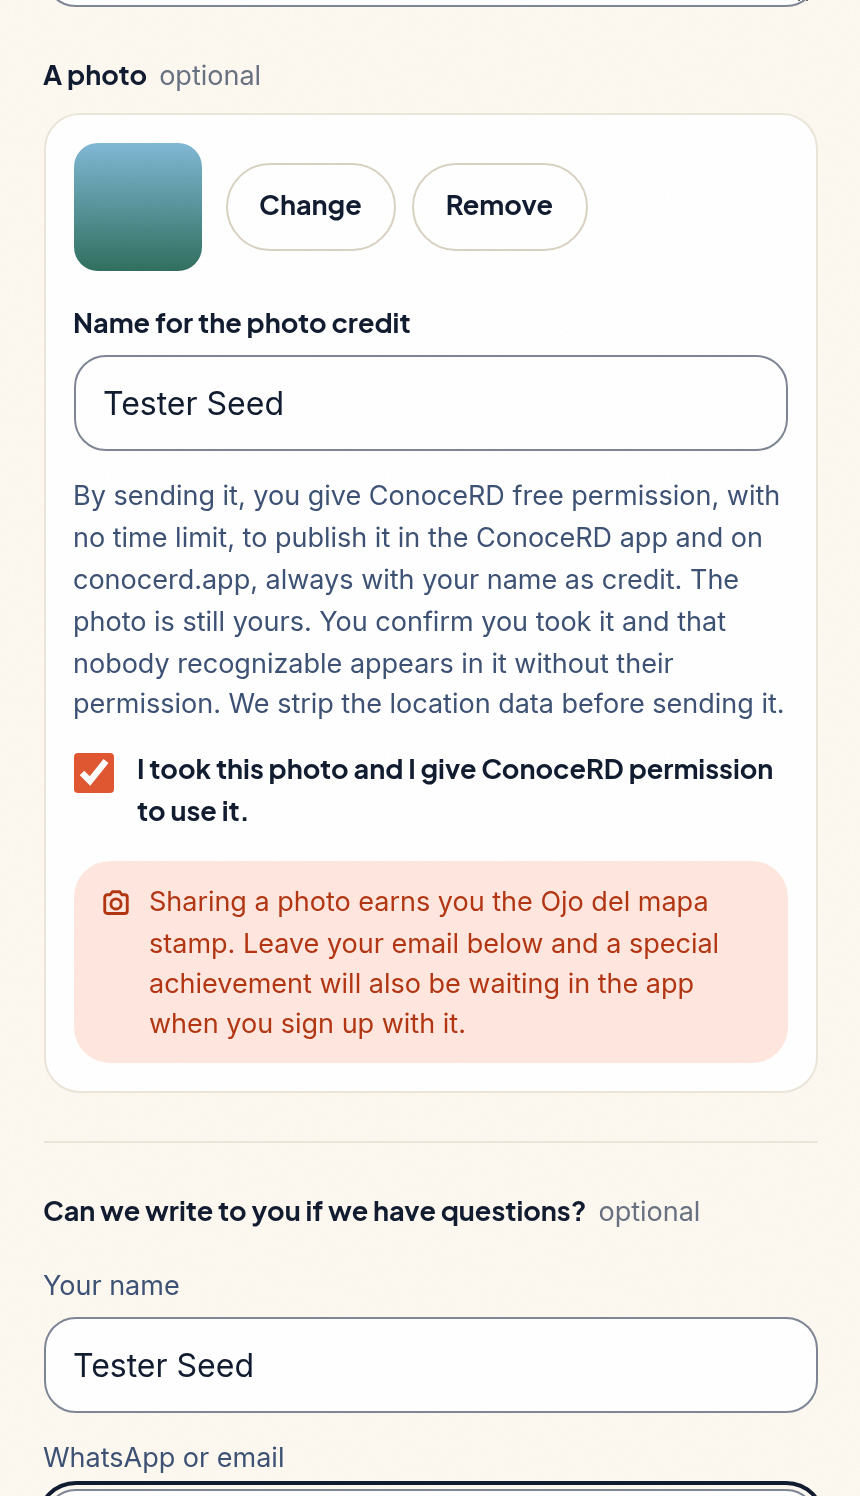 A photo optional
Change Remove
Name for the photo credit
Tester Seed
By sending it, you give ConoceRD free permission, with
no time limit, to publish it in the ConoceRD app and on
conocerd.app, always with your name as credit. The
photo is still yours. You confirm you took it and that
nobody recognizable appears in it without their
permission. We strip the location data before sending it.
I took this photo and I give ConoceRD permission
to use it.
Sharing a photo earns you the Ojo del mapa
stamp. Leave your email below and a special
achievement will also be waiting in the app
when you sign up with it.
Can we write to you if we have questions? optional
Your name
Tester Seed
WhatsApp or email